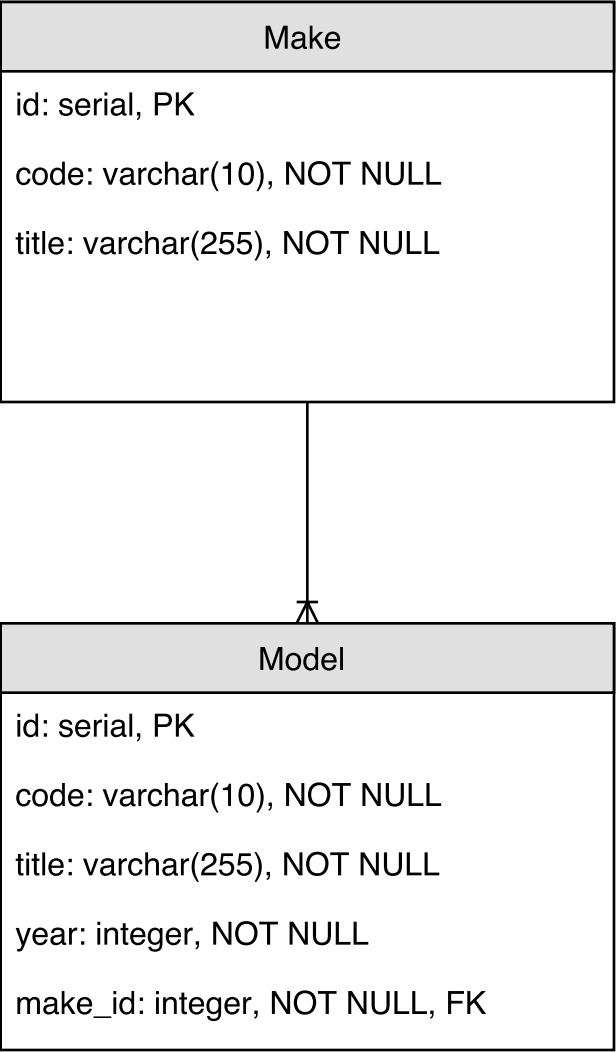 Make
id: serial, PK
code: varchar(10), NOT NULL
title: varchar(255), NOT NULL
Model
id: serial, PK
code: varchar(10), NOT NULL
title: varchar(255), NOT NULL
year: integer, NOT NULL
make_id: integer, NOT NULL, FK